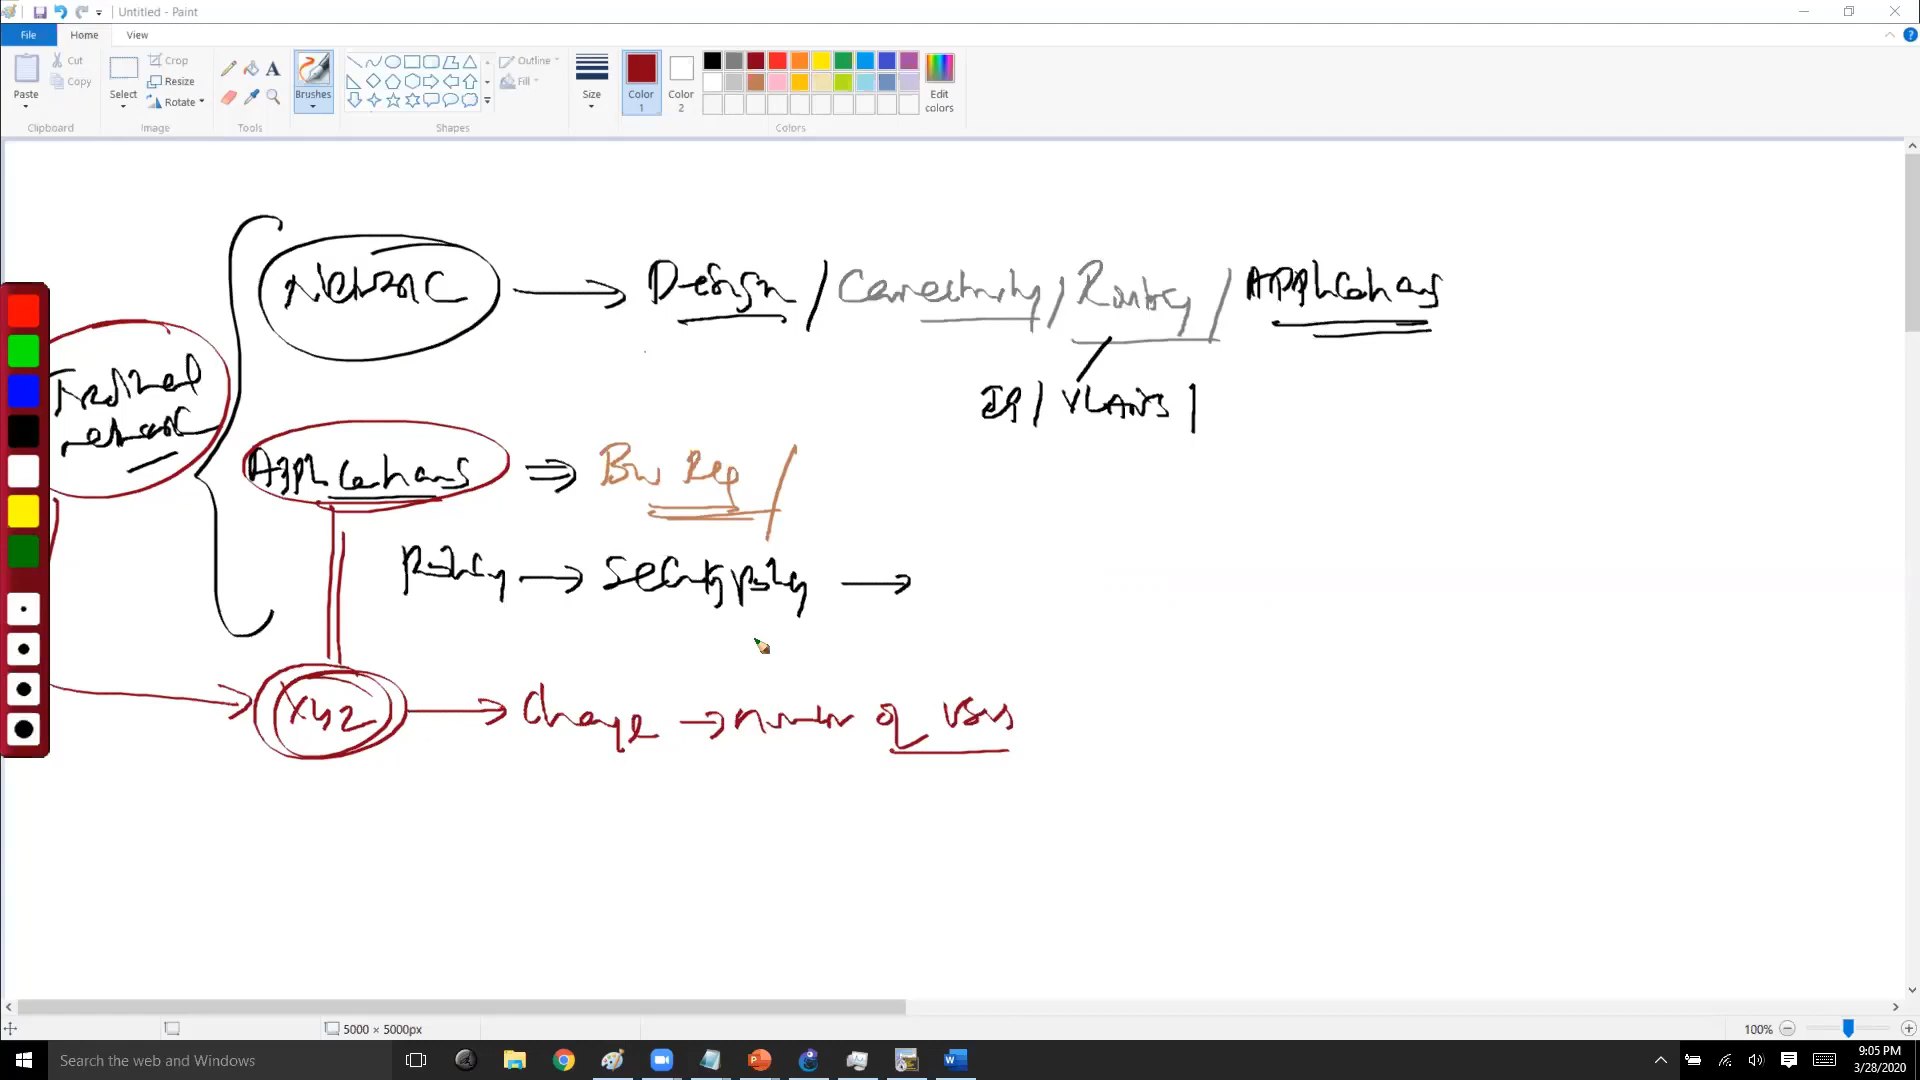 Untitled - Paint
File Home View
Paste Cut Copy Clipboard
Select Crop Resize Rotate Image
Tools
Brushes
Shapes Outline Fill
Size
Color 1 Color 2
Edit colors
Colors
Network → Design / Connectivity / Routing / Applications
IP / VLANs /
Traditional network
Applications ⇒ BW Req /
Policy → Security policy →
XYZ → Change → number of users
5000 × 5000px
100%
Search the web and Windows
9:05 PM
3/28/2020